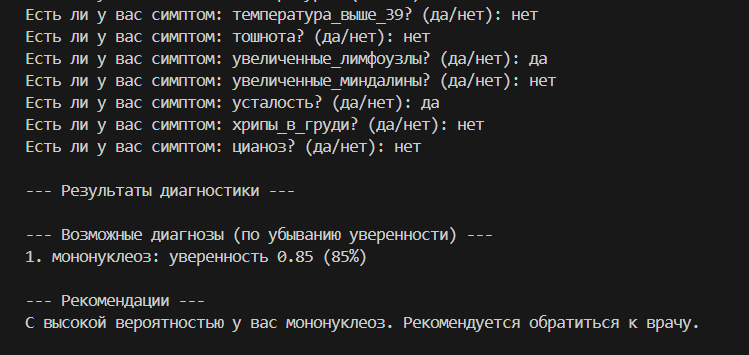 Есть ли у вас симптом: температура_выше_39? (да/нет): нет
Есть ли у вас симптом: тошнота? (да/нет): нет
Есть ли у вас симптом: увеличенные_лимфоузлы? (да/нет): да
Есть ли у вас симптом: увеличенные_миндалины? (да/нет): нет
Есть ли у вас симптом: усталость? (да/нет): да
Есть ли у вас симптом: хрипы_в_груди? (да/нет): нет
Есть ли у вас симптом: цианоз? (да/нет): нет
--- Результаты диагностики ---
--- Возможные диагнозы (по убыванию уверенности) ---
1. мононуклеоз: уверенность 0.85 (85%)
--- Рекомендации ---
С высокой вероятностью у вас мононуклеоз. Рекомендуется обратиться к врачу.